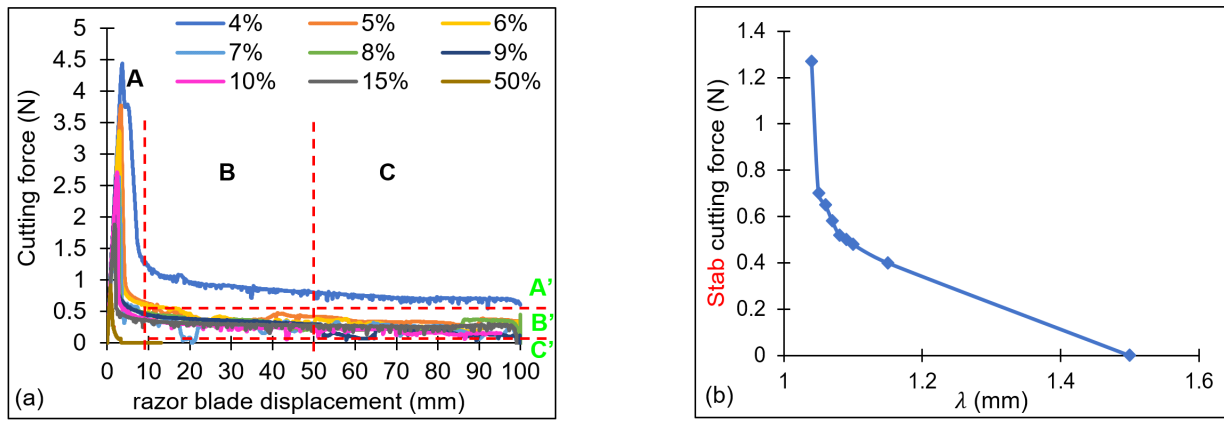 4% 5% 6%
7% 8% 9%
10% 15% 50%
Cutting force (N)
5
4.5
4
3.5
3
2.5
2
1.5
1
0.5
0
A
B
C
A'
B'
C'
0 10 20 30 40 50 60 70 80 90 100
(a) razor blade displacement (mm)
Stab cutting force (N)
1.4
1.2
1
0.8
0.6
0.4
0.2
0
1 1.2 1.4 1.6
(b) λ (mm)